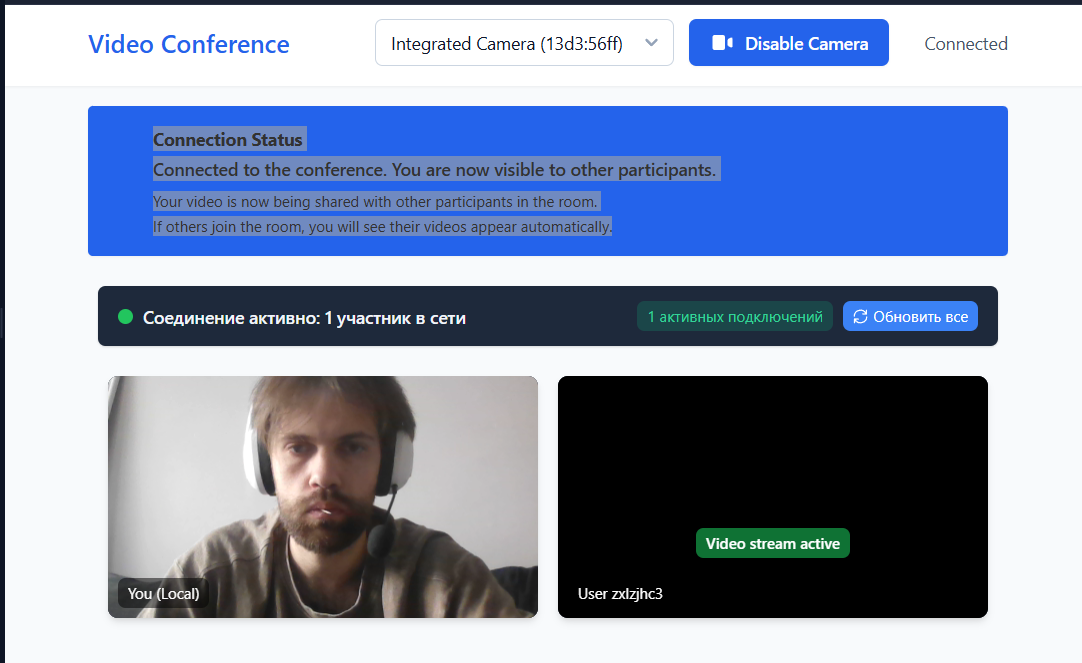 Video Conference
Integrated Camera (13d3:56ff)
Disable Camera
Connected
Connection Status
Connected to the conference. You are now visible to other participants.
Your video is now being shared with other participants in the room.
If others join the room, you will see their videos appear automatically.
Соединение активно: 1 участник в сети
1 активных подключений
Обновить все
Video stream active
You (Local)
User zxlzjhc3